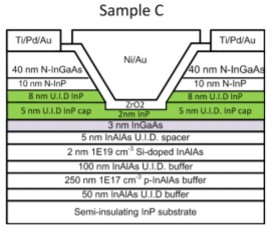 Sample C
Ti/Pd/Au Ti/Pd/Au
Ni/Au
40 nm N-InGaAs 40 nm N-InGaAs
10 nm N-InP 10 nm N-InP
8 nm U.I.D InP 8 nm U.I.D InP
ZrO2
5 nm U.I.D InP cap 5 nm U.I.D InP cap
2nm InP
3 nm InGaAs
5 nm InAlAs U.I.D. spacer
2 nm 1E19 cm⁻³ Si-doped InAlAs
100 nm InAlAs U.I.D. buffer
250 nm 1E17 cm⁻³ p-InAlAs buffer
50 nm InAlAs U.I.D buffer
Semi-insulating InP substrate